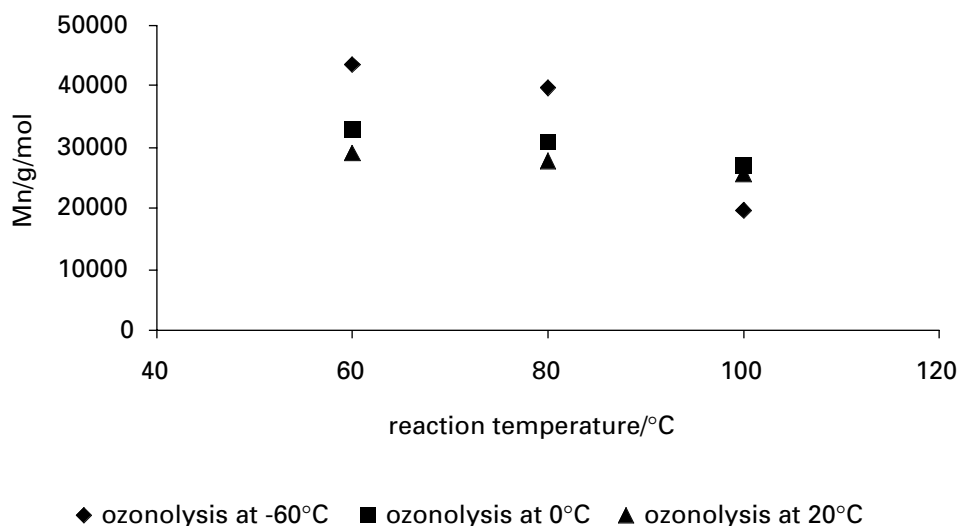 50000
40000
30000
20000
10000
0
Mn/g/mol
40 60 80 100 120
reaction temperature/°C
ozonolysis at -60°C ozonolysis at 0°C ozonolysis at 20°C